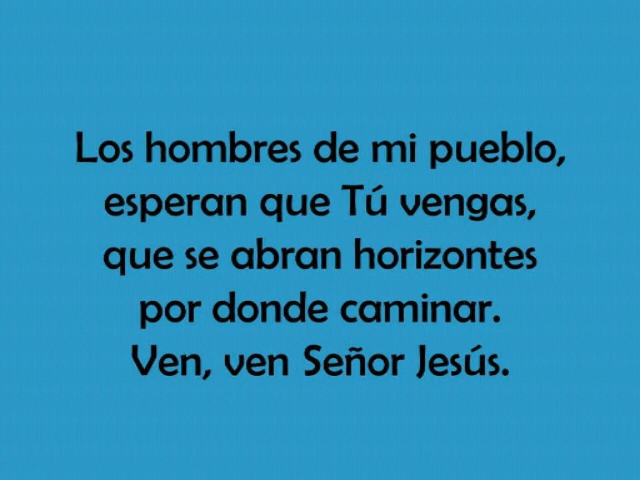 Los hombres de mi pueblo,
esperan que Tú vengas,
que se abran horizontes
por donde caminar.
Ven, ven Señor Jesús.